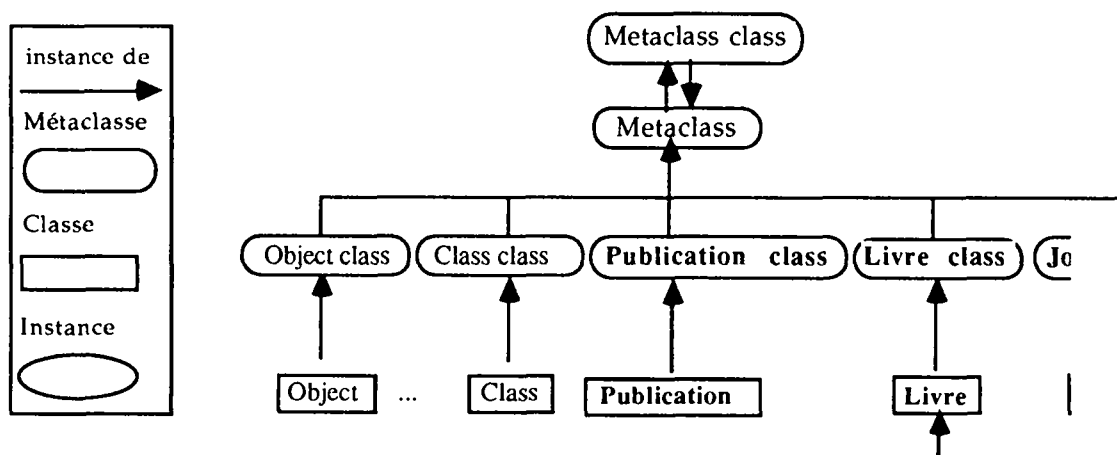 instance de
Métaclasse
Classe
Instance
Metaclass class
Metaclass
Object class Class class Publication class Livre class Jo
Object ... Class Publication Livre